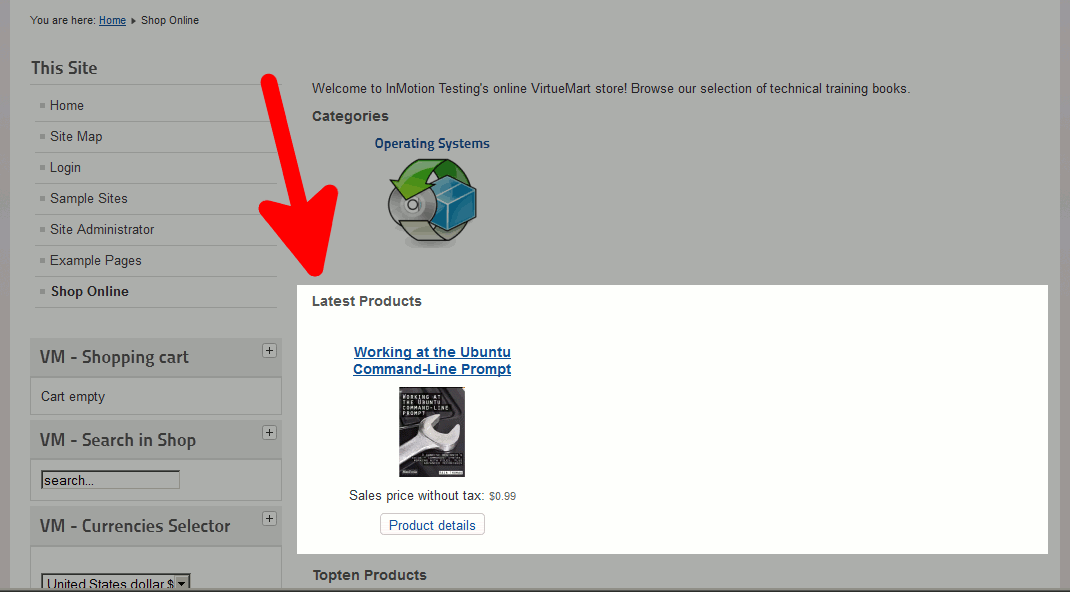 You are here: Home Shop Online
This Site
Home
Site Map
Login
Sample Sites
Site Administrator
Example Pages
Shop Online
VM - Shopping cart
Cart empty
VM - Search in Shop
search...
VM - Currencies Selector
United States dollar $
Welcome to InMotion Testing's online VirtueMart store! Browse our selection of technical training books.
Categories
Operating Systems
Latest Products
Working at the Ubuntu
Command-Line Prompt
WORKING AT
THE UBUNTU
COMMAND-LINE
PROMPT
Sales price without tax: $0.99
Product details
Topten Products